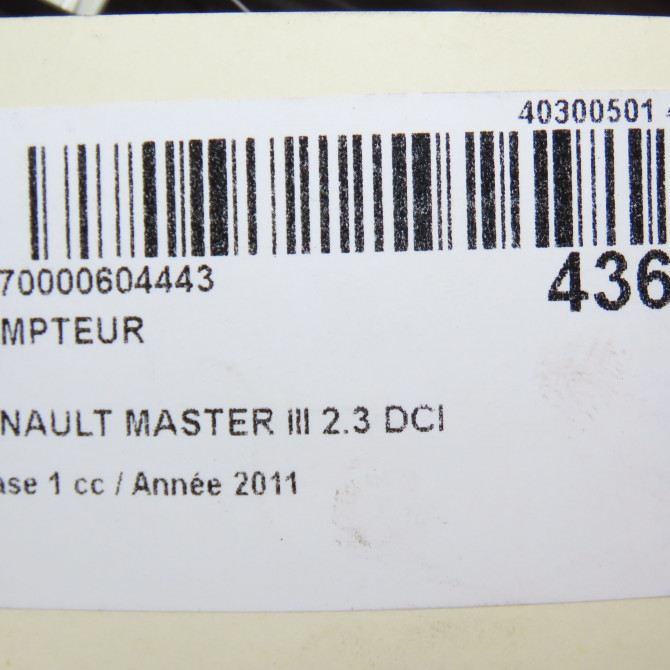 40300501
70000604443
436
MPTEUR
NAULT MASTER III 2.3 DCI
ase 1 cc / Année 2011